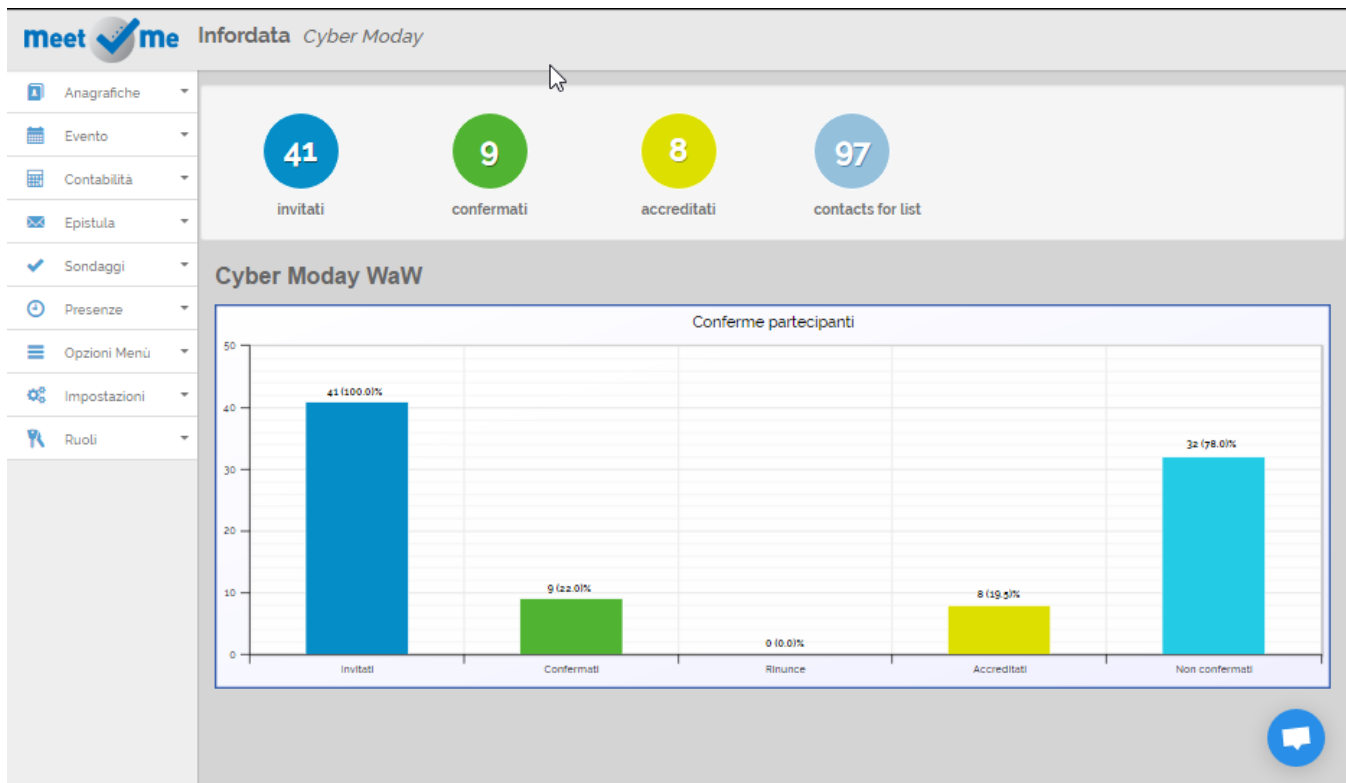 meet me Infordata Cyber Moday
Anagrafiche
Evento
Contabilità
Epistula
Sondaggi
Presenze
Opzioni Menù
Impostazioni
Ruoli
41 9 8 97
invitati confermati accreditati contacts for list
Cyber Moday WaW
Conferme partecipanti
50
40
30
20
10
0
41 (100.0)%
9 (22.0)%
0 (0.0)%
8 (19.5)%
32 (78.0)%
Invitati Confermati Rinunce Accreditati Non confermati